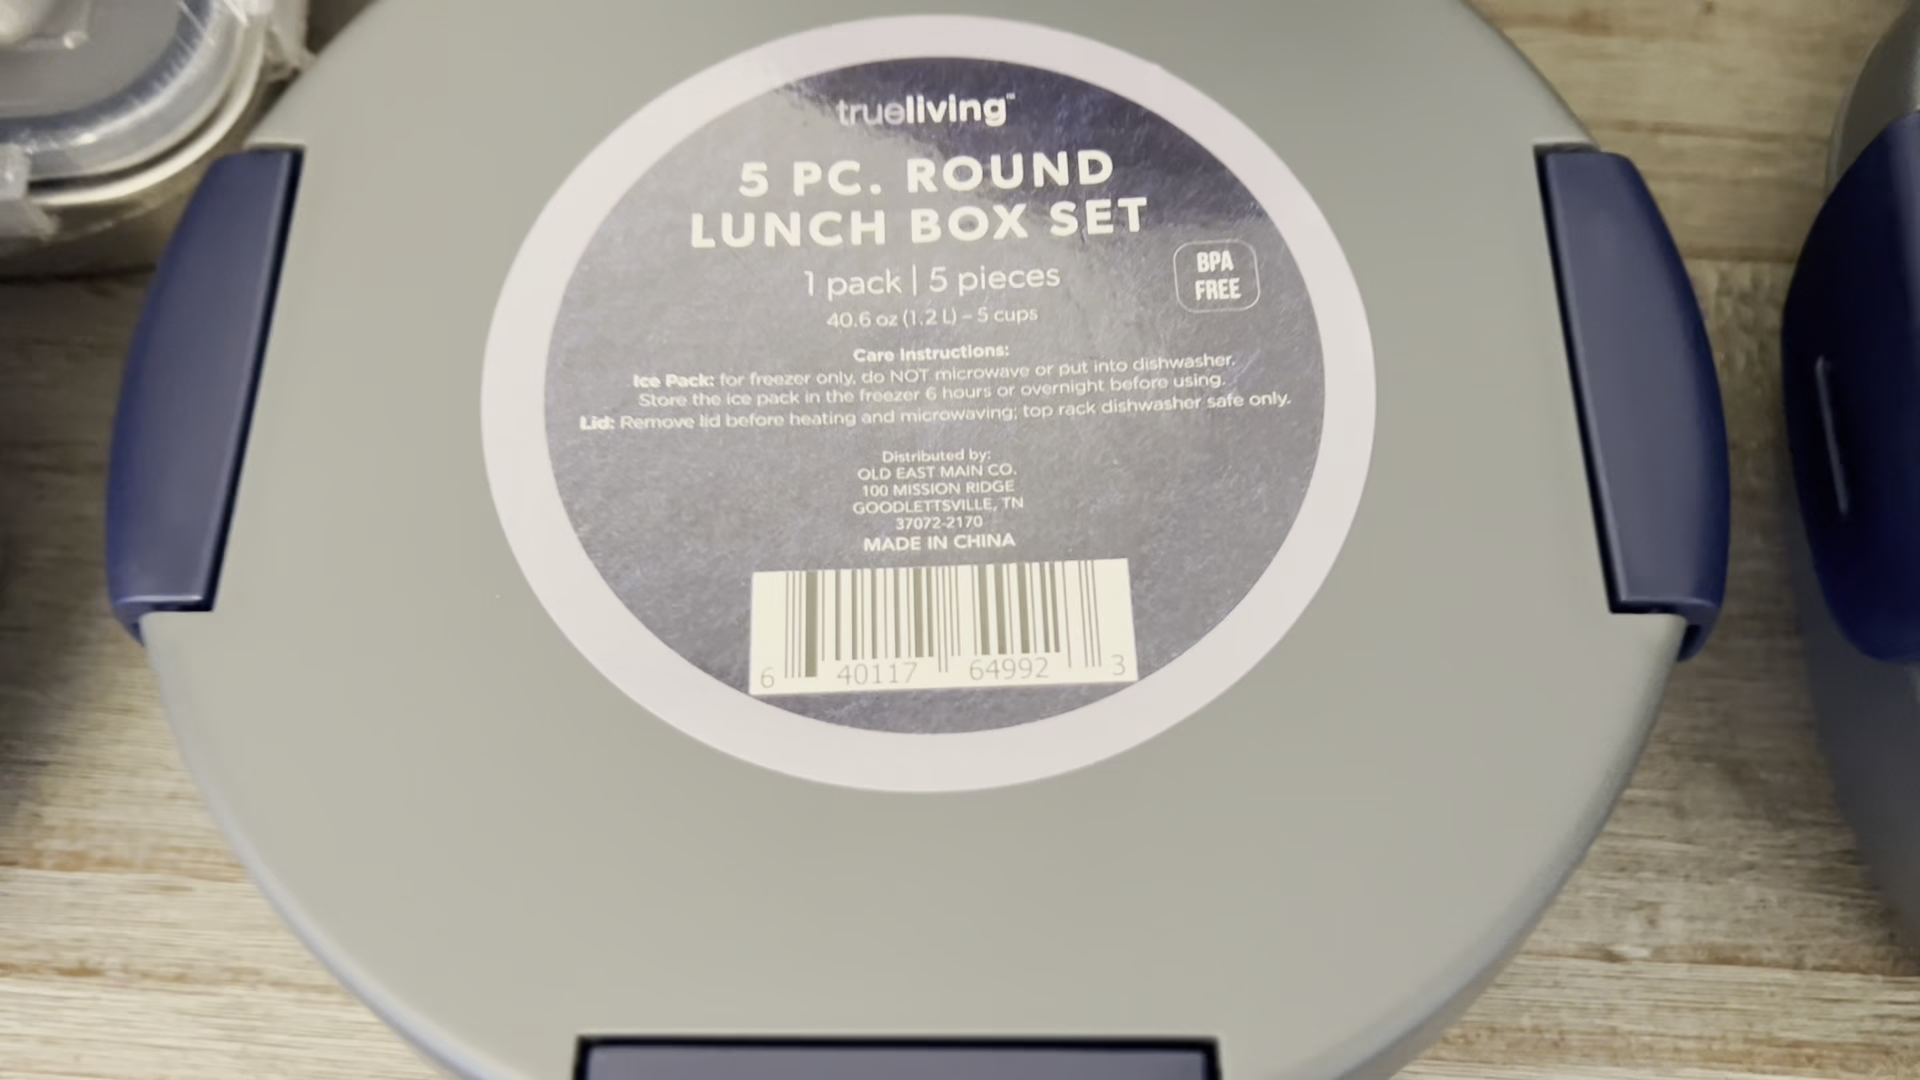 trueliving™
5 PC. ROUND
LUNCH BOX SET
1 pack | 5 pieces
BPA
FREE
40.6 oz (1.2 L) – 5 cups
Care Instructions:
Ice Pack: for freezer only, do NOT microwave or put into dishwasher.
Store the ice pack in the freezer 6 hours or overnight before using.
Lid: Remove lid before heating and microwaving; top rack dishwasher safe only.
Distributed by:
OLD EAST MAIN CO.
100 MISSION RIDGE
GOODLETTSVILLE, TN
37072-2170
MADE IN CHINA
6 40117 64992 3